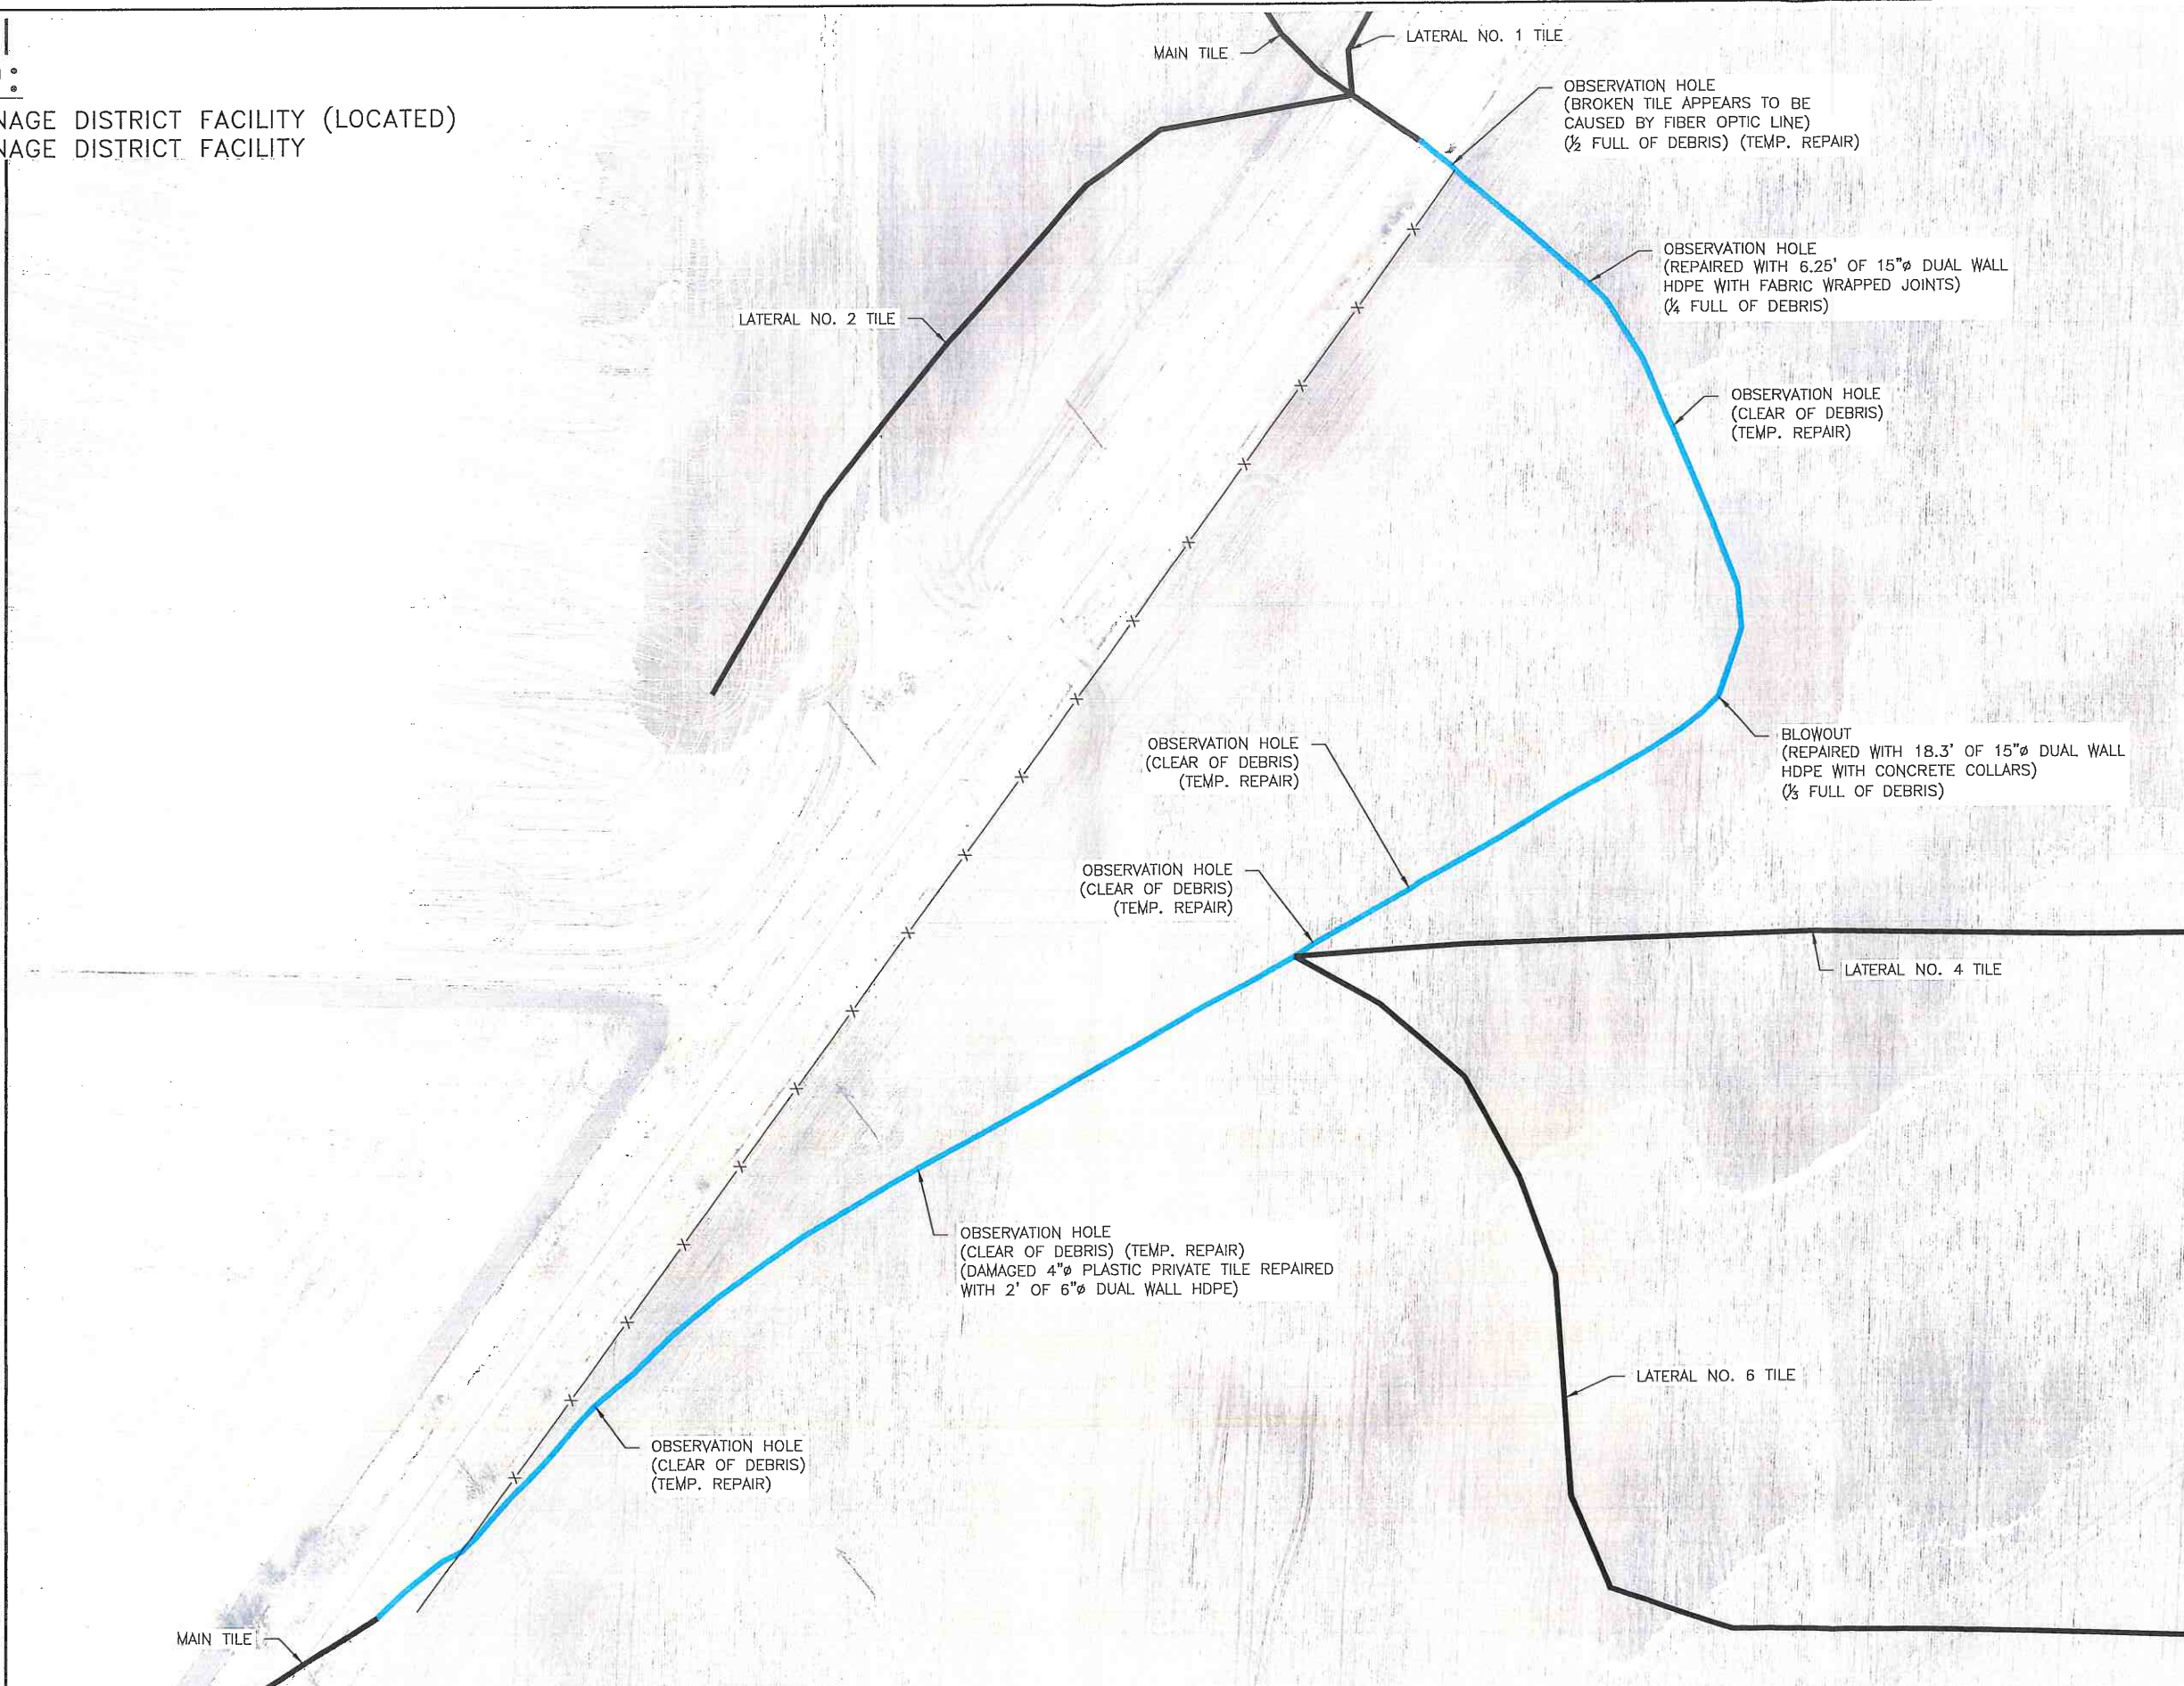 :
NAGE DISTRICT FACILITY (LOCATED)
NAGE DISTRICT FACILITY
MAIN TILE
LATERAL NO. 1 TILE
OBSERVATION HOLE
(BROKEN TILE APPEARS TO BE
CAUSED BY FIBER OPTIC LINE)
(½ FULL OF DEBRIS) (TEMP. REPAIR)
OBSERVATION HOLE
(REPAIRED WITH 6.25' OF 15"ø DUAL WALL
HDPE WITH FABRIC WRAPPED JOINTS)
(¼ FULL OF DEBRIS)
LATERAL NO. 2 TILE
OBSERVATION HOLE
(CLEAR OF DEBRIS)
(TEMP. REPAIR)
BLOWOUT
(REPAIRED WITH 18.3' OF 15"ø DUAL WALL
HDPE WITH CONCRETE COLLARS)
(⅓ FULL OF DEBRIS)
OBSERVATION HOLE
(CLEAR OF DEBRIS)
(TEMP. REPAIR)
OBSERVATION HOLE
(CLEAR OF DEBRIS)
(TEMP. REPAIR)
LATERAL NO. 4 TILE
OBSERVATION HOLE
(CLEAR OF DEBRIS) (TEMP. REPAIR)
(DAMAGED 4"ø PLASTIC PRIVATE TILE REPAIRED
WITH 2' OF 6"ø DUAL WALL HDPE)
LATERAL NO. 6 TILE
OBSERVATION HOLE
(CLEAR OF DEBRIS)
(TEMP. REPAIR)
MAIN TILE